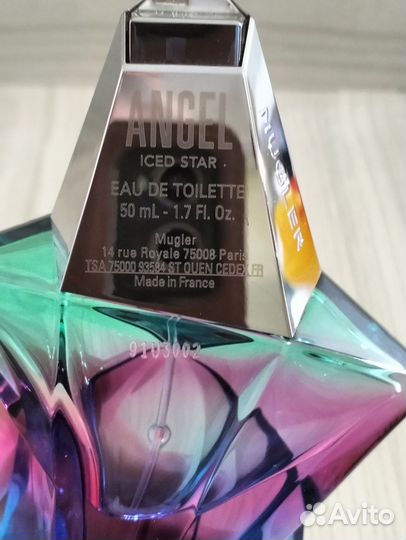 ANGEL
ICED STAR
EAU DE TOILETTE
50 mL - 1.7 Fl. Oz.
Mugler
14 rue Royale 75008 Paris
TSA 75000 93584 ST OUEN CEDEX FR
Made in France
MUGLER
9103002
Avito